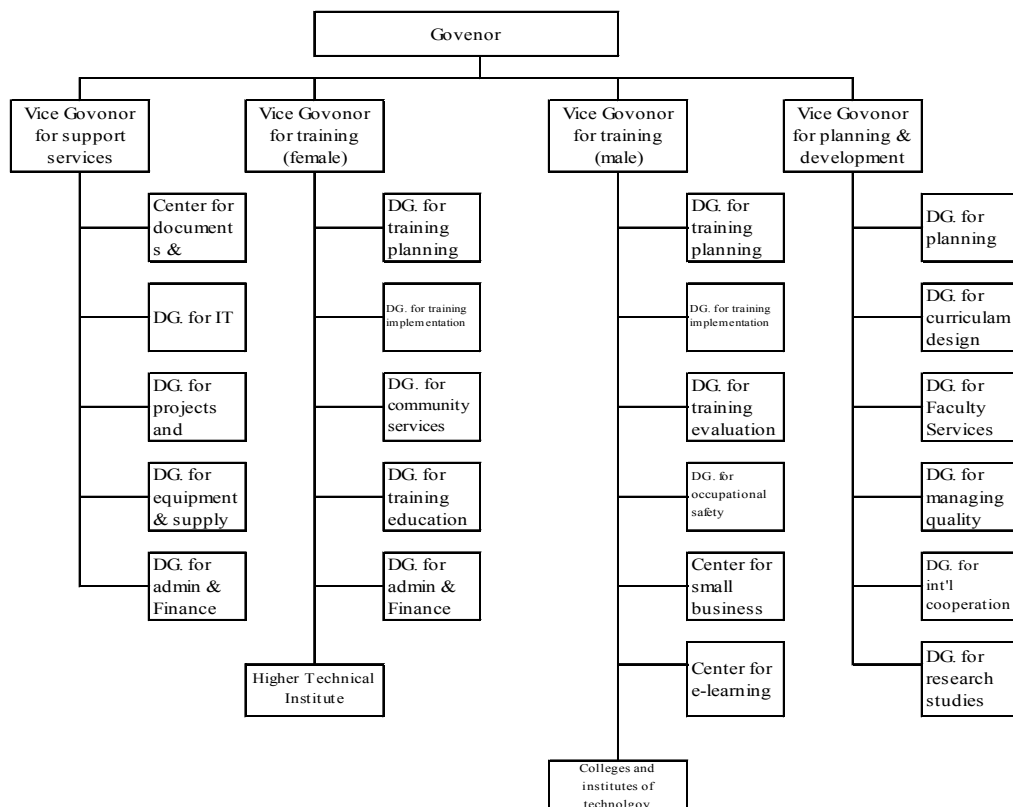 Govenor
Vice Govonor
for support
services
Vice Govonor
for training
(female)
Vice Govonor
for training
(male)
Vice Govonor
for planning &
development
Center for
document
s &
DG. for
training
planning
DG. for
training
planning
DG. for
planning
DG. for IT
DG. for training
implementation
DG. for training
implementation
DG. for
curriculam
design
DG. for
projects
and
DG. for
community
services
DG. for
training
evaluation
DG. for
Faculty
Services
DG. for
equipment
& supply
DG. for
training
education
DG. for
occupational
safety
DG. for
managing
quality
DG. for
admin &
Finance
DG. for
admin &
Finance
Center for
small
business
DG. for
int'l
cooperation
Higher Technical
Institute
Center for
e-learning
DG. for
research
studies
Colleges and
institutes of
technolgoy